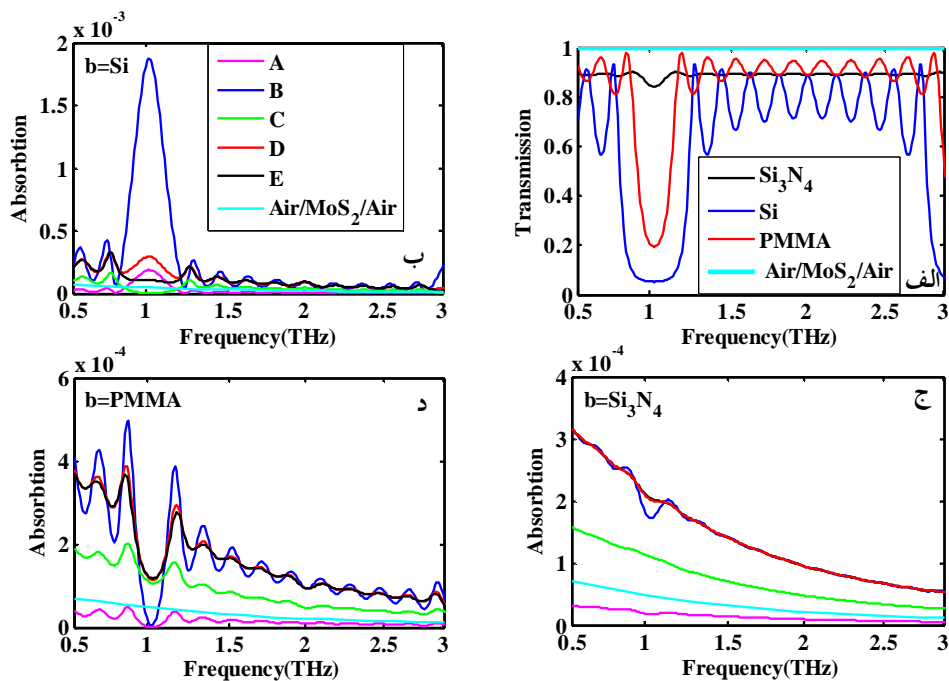 x 10⁻³
2
1.5
1
0.5
0
Absorbtion
b=Si
A
B
C
D
E
Air/MoS₂/Air
ب
0.5 1 1.5 2 2.5 3
Frequency(THz)
1
0.8
0.6
0.4
0.2
0
Transmission
Si₃N₄
Si
PMMA
Air/MoS₂/Air
الف
0.5 1 1.5 2 2.5 3
Frequency(THz)
x 10⁻⁴
6
4
2
0
Absorbtion
b=PMMA
د
0.5 1 1.5 2 2.5 3
Frequency(THz)
x 10⁻⁴
4
3
2
1
0
Absorbtion
b=Si₃N₄
ج
0.5 1 1.5 2 2.5 3
Frequency(THz)